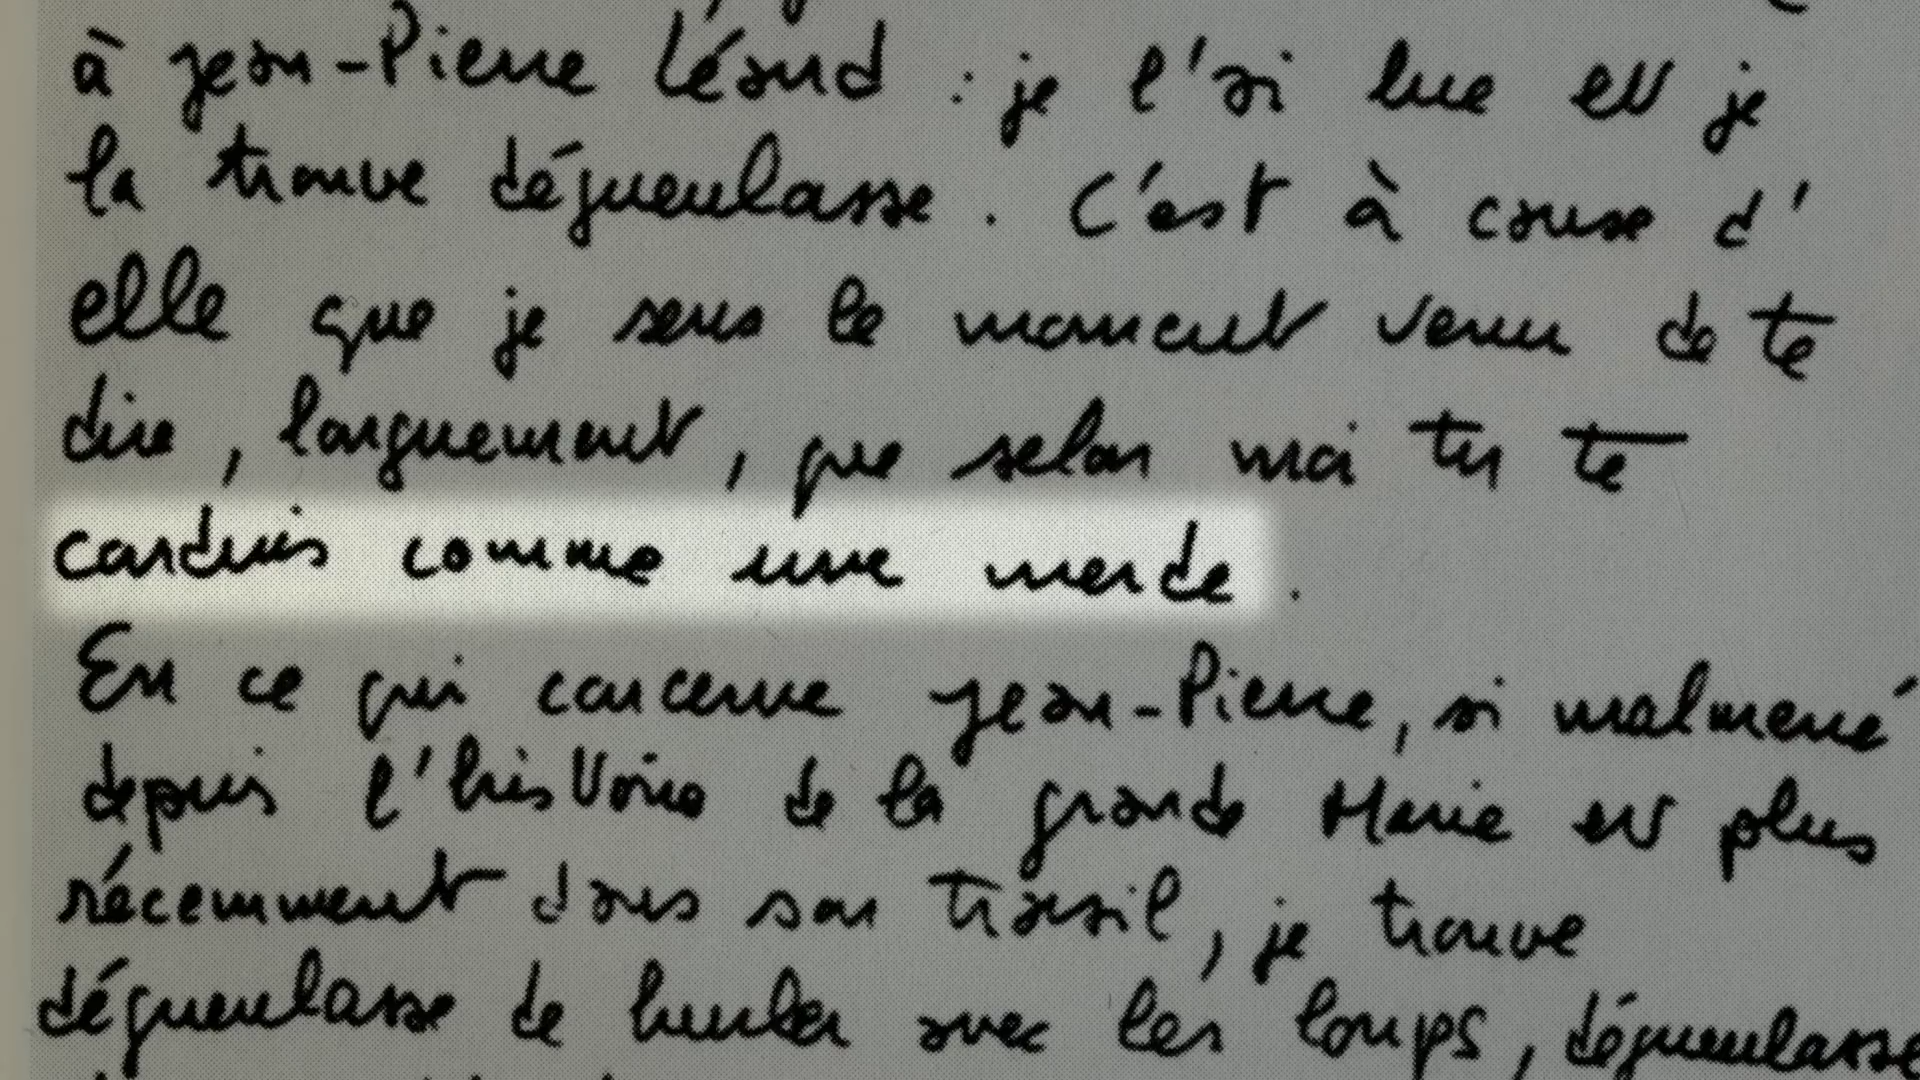 à Jean-Pierre Léaud : je l'ai lue et je
la trouve dégueulasse. C'est à cause d'
elle que je sens le moment venu de te
dire, longuement, que selon moi tu te
conduis comme une merde.
En ce qui concerne Jean-Pierre, si malmené
depuis l'histoire de la grande Marie et plus
récemment dans son travail, je trouve
dégueulasse de hurler avec les loups, dégueulasse